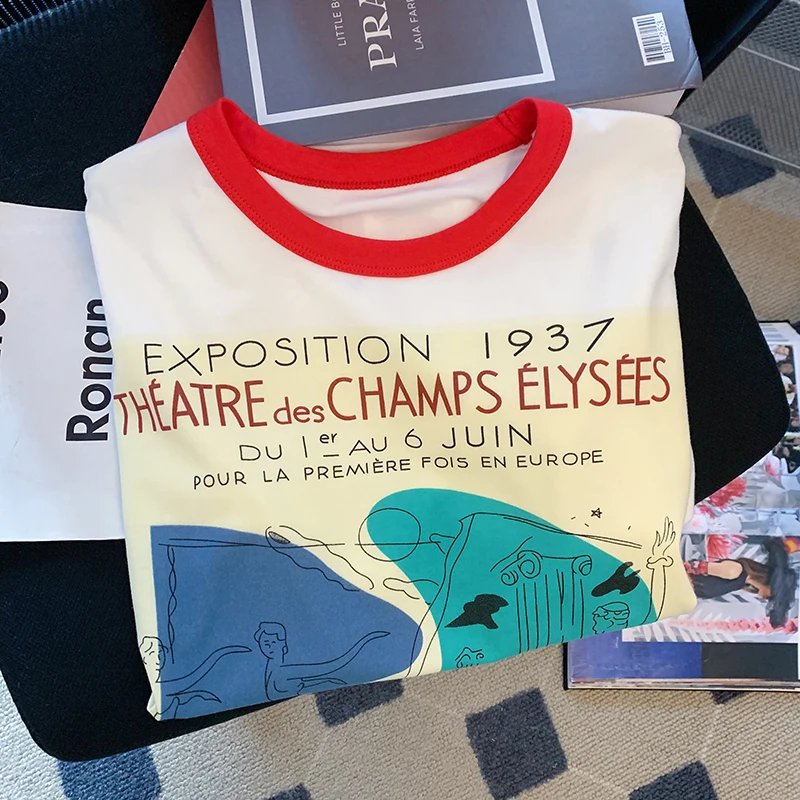 LITTLE B
PRA
LAIA FARR
Ronan
EXPOSITION 1937
THÉATRE des CHAMPS ÉLYSÉES
DU 1er AU 6 JUIN
POUR LA PREMIÈRE FOIS EN EUROPE